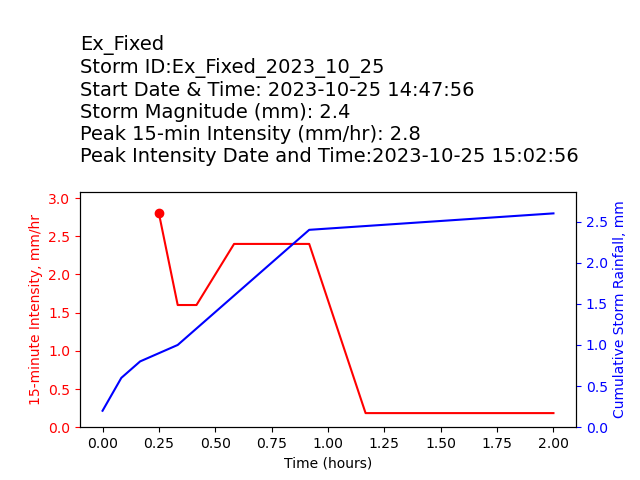 Ex_Fixed
Storm ID:Ex_Fixed_2023_10_25
Start Date & Time: 2023-10-25 14:47:56
Storm Magnitude (mm): 2.4
Peak 15-min Intensity (mm/hr): 2.8
Peak Intensity Date and Time:2023-10-25 15:02:56
15-minute Intensity, mm/hr
3.0
2.5
2.0
1.5
1.0
0.5
0.0
2.5
2.0
1.5
1.0
0.5
0.0
Cumulative Storm Rainfall, mm
0.00 0.25 0.50 0.75 1.00 1.25 1.50 1.75 2.00
Time (hours)